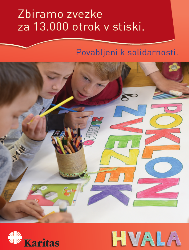 Zbiramo zvezke
za 13.000 otrok v stiski.
Povabljeni k solidarnosti.
POKLONI
ZVEZEK
Karitas
HVALA